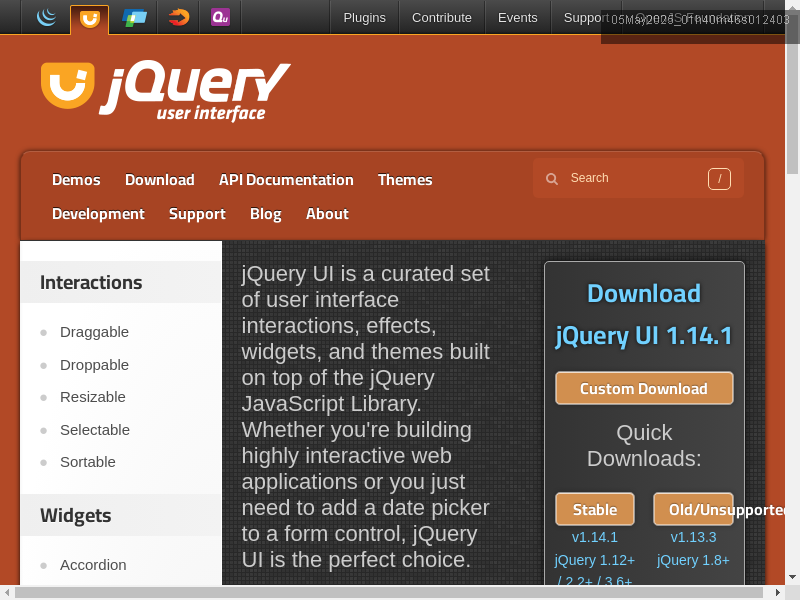 Plugins
Contribute
Events
Support
05May2025_01h40m46s012403
jQuery
user interface
Demos
Download
API Documentation
Themes
Search
/
Development
Support
Blog
About
Interactions
Draggable
Droppable
Resizable
Selectable
Sortable
Widgets
Accordion
jQuery UI is a curated set
of user interface
interactions, effects,
widgets, and themes built
on top of the jQuery
JavaScript Library.
Whether you're building
highly interactive web
applications or you just
need to add a date picker
to a form control, jQuery
UI is the perfect choice.
Download
jQuery UI 1.14.1
Custom Download
Quick
Downloads:
Stable
v1.14.1
jQuery 1.12+
/ 2.2+ / 3.6+
Old/Unsupported
v1.13.3
jQuery 1.8+